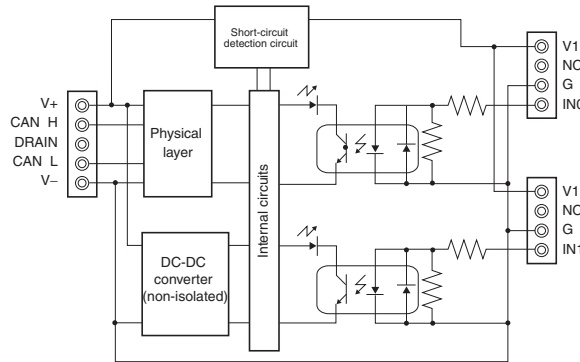 Short-circuit
detection circuit
V+
CAN H
DRAIN
CAN L
V−
Physical
layer
Internal circuits
DC-DC
converter
(non-isolated)
V1
NC
G
IN0
V1
NC
G
IN1